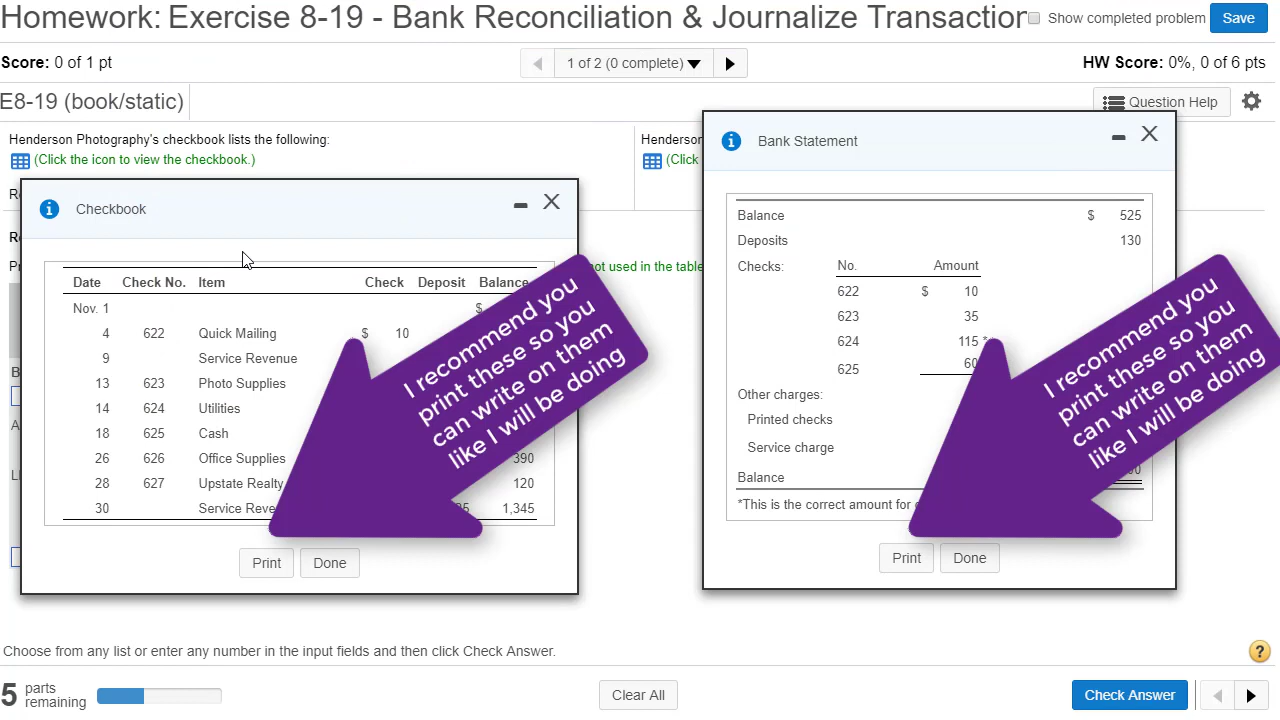 Homework: Exercise 8-19 - Bank Reconciliation & Journalize Transaction
Show completed problem
Save
Score: 0 of 1 pt
1 of 2 (0 complete)
HW Score: 0%, 0 of 6 pts
E8-19 (book/static)
Question Help
Henderson Photography's checkbook lists the following:
(Click the icon to view the checkbook.)
Henderson
(Click
not used in the table
Checkbook
Date Check No. Item Check Deposit Balance
Nov. 1 $
4 622 Quick Mailing $ 10
9 Service Revenue
13 623 Photo Supplies
14 624 Utilities
18 625 Cash
26 626 Office Supplies 390
28 627 Upstate Realty 120
30 Service 1,345
Print
Done
I recommend you
print these so you
can write on them
like I will be doing
Bank Statement
Balance $ 525
Deposits 130
Checks: No. Amount
622 $ 10
623 35
624 115 *
625 60
Other charges:
Printed checks
Service charge
Balance
*This is the correct amount for
Print
Done
I recommend you
print these so you
can write on them
like I will be doing
Choose from any list or enter any number in the input fields and then click Check Answer.
?
5 parts
remaining
Clear All
Check Answer